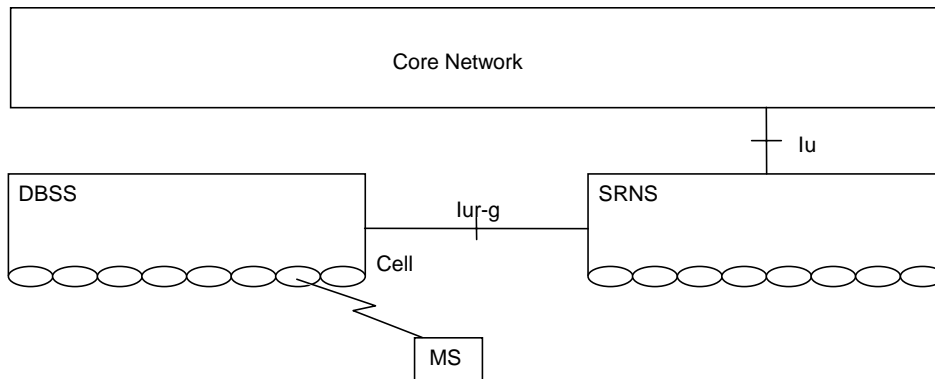 Core Network
Iu
DBSS
SRNS
Iur-g
Cell
MS